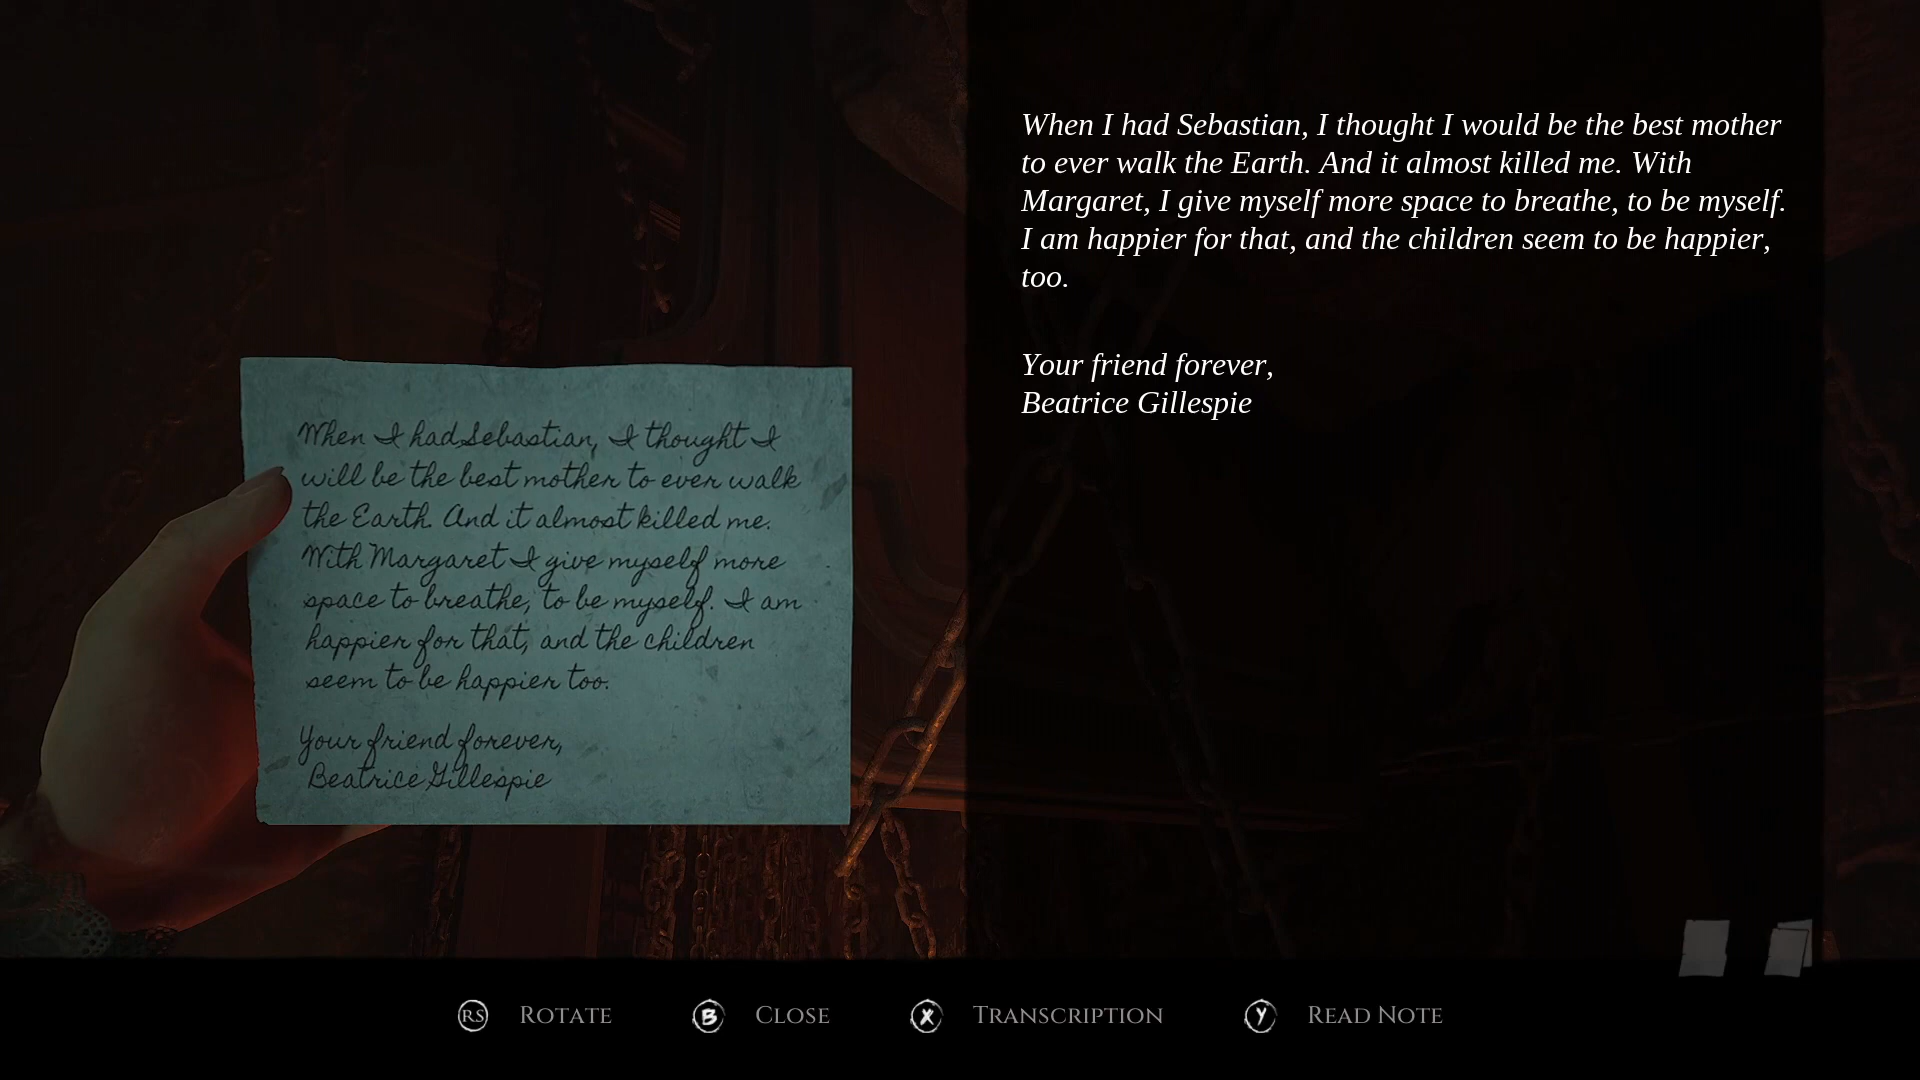 When I had Sebastian, I thought I
will be the best mother to ever walk
the Earth. And it almost killed me.
With Margaret I give myself more
space to breathe, to be myself. I am
happier for that, and the children
seem to be happier too.
Your friend forever,
Beatrice Gillespie
When I had Sebastian, I thought I would be the best mother
to ever walk the Earth. And it almost killed me. With
Margaret, I give myself more space to breathe, to be myself.
I am happier for that, and the children seem to be happier,
too.
Your friend forever,
Beatrice Gillespie
RS ROTATE B CLOSE X TRANSCRIPTION Y READ NOTE